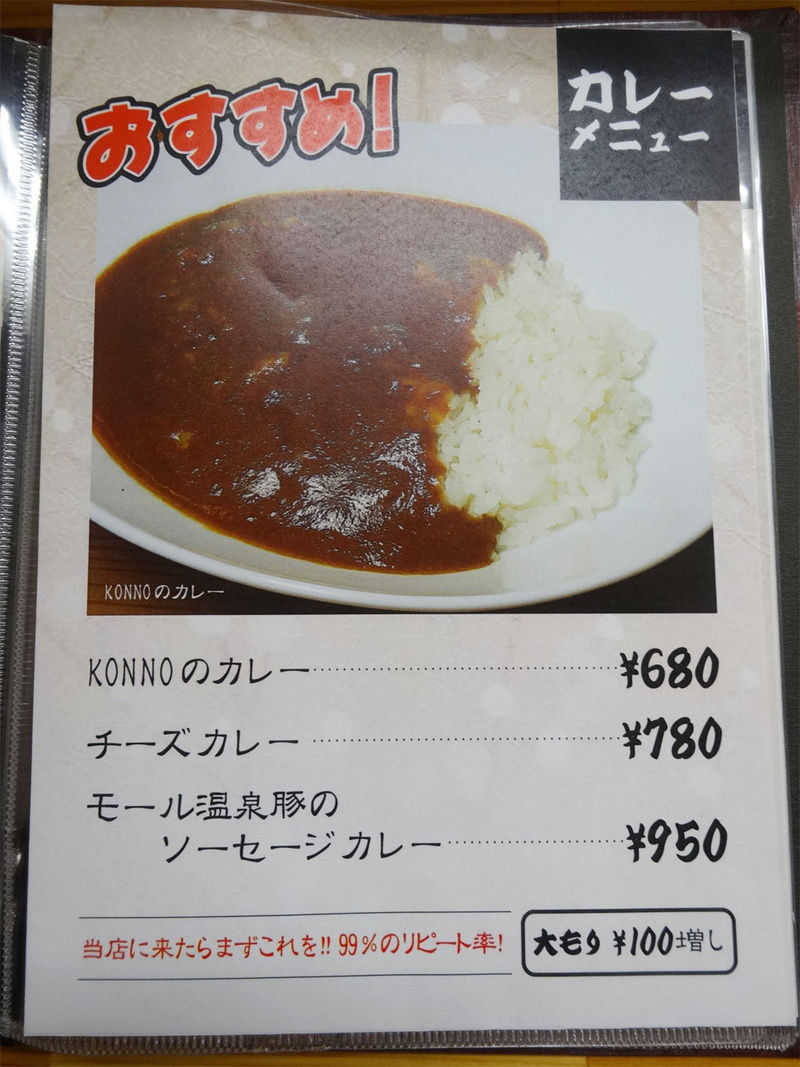 おすすめ!
カレー
メニュー
KONNOのカレー
KONNOのカレー……¥680
チーズカレー……¥780
モール温泉豚の
ソーセージカレー……¥950
当店に来たらまずこれを!! 99%のリピート率!
大もり ¥100増し